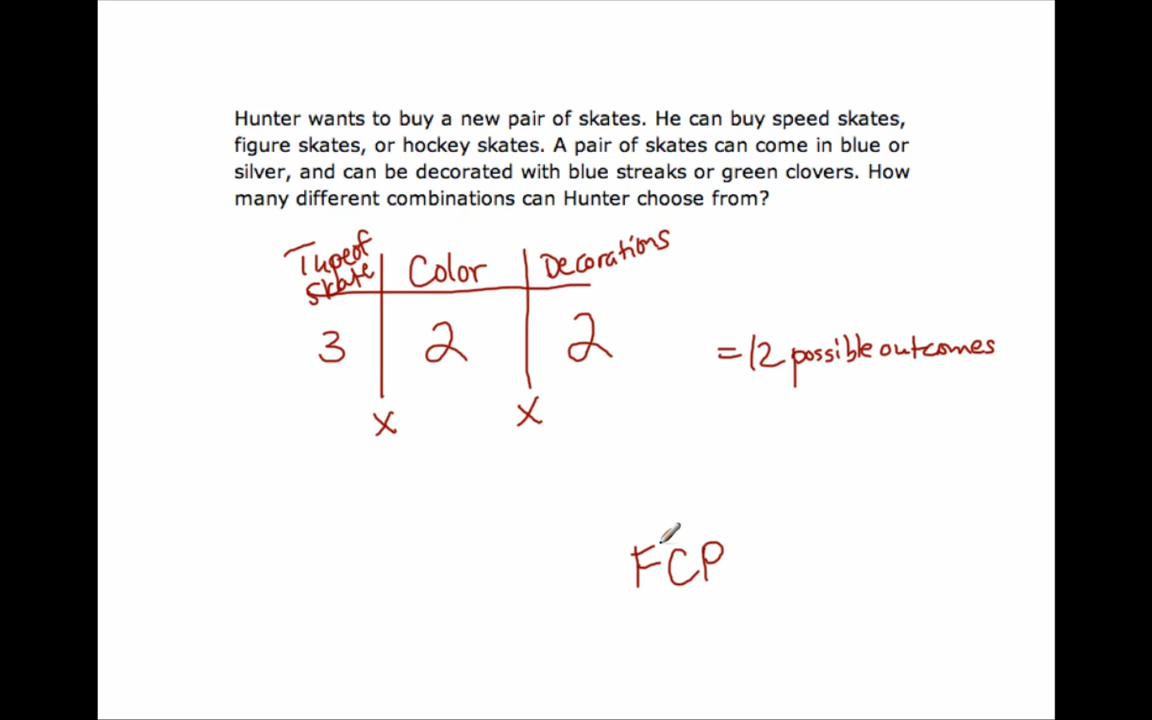 Hunter wants to buy a new pair of skates. He can buy speed skates,
figure skates, or hockey skates. A pair of skates can come in blue or
silver, and can be decorated with blue streaks or green clovers. How
many different combinations can Hunter choose from?
Type of
skate
Color
Decorations
3
2
2
= 12 possible outcomes
x
x
FCP